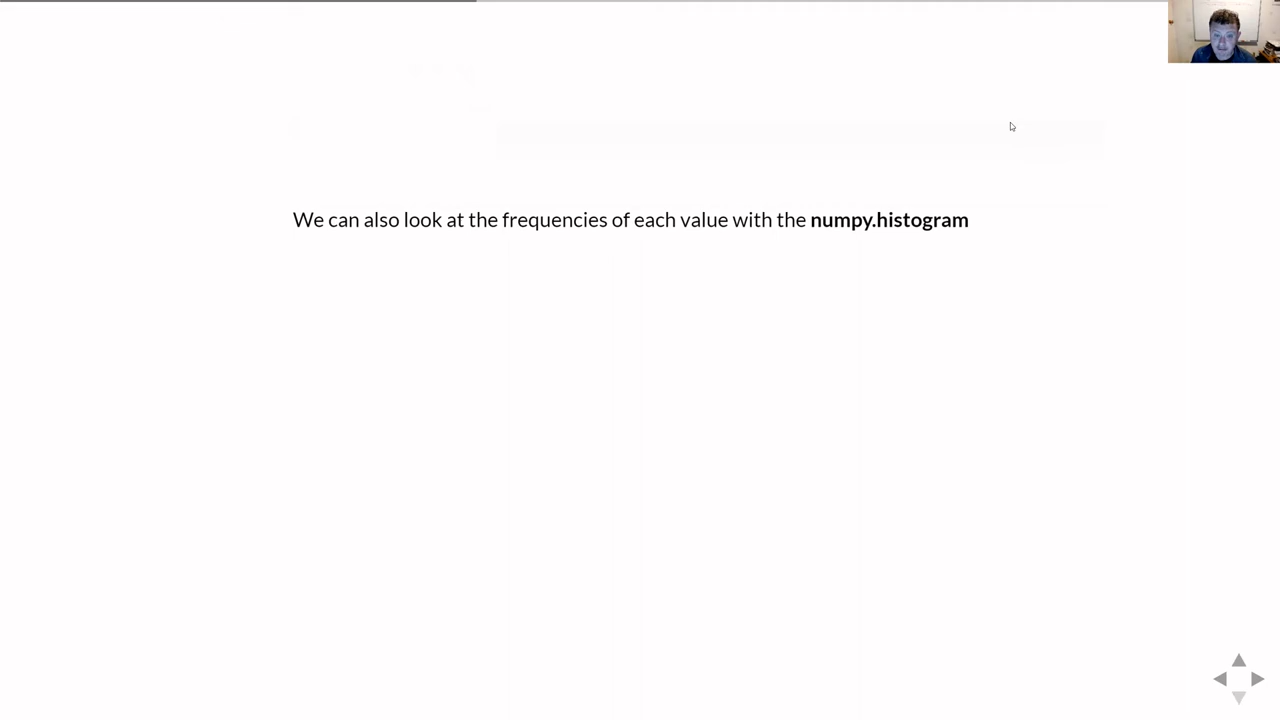 We can also look at the frequencies of each value with the numpy.histogram